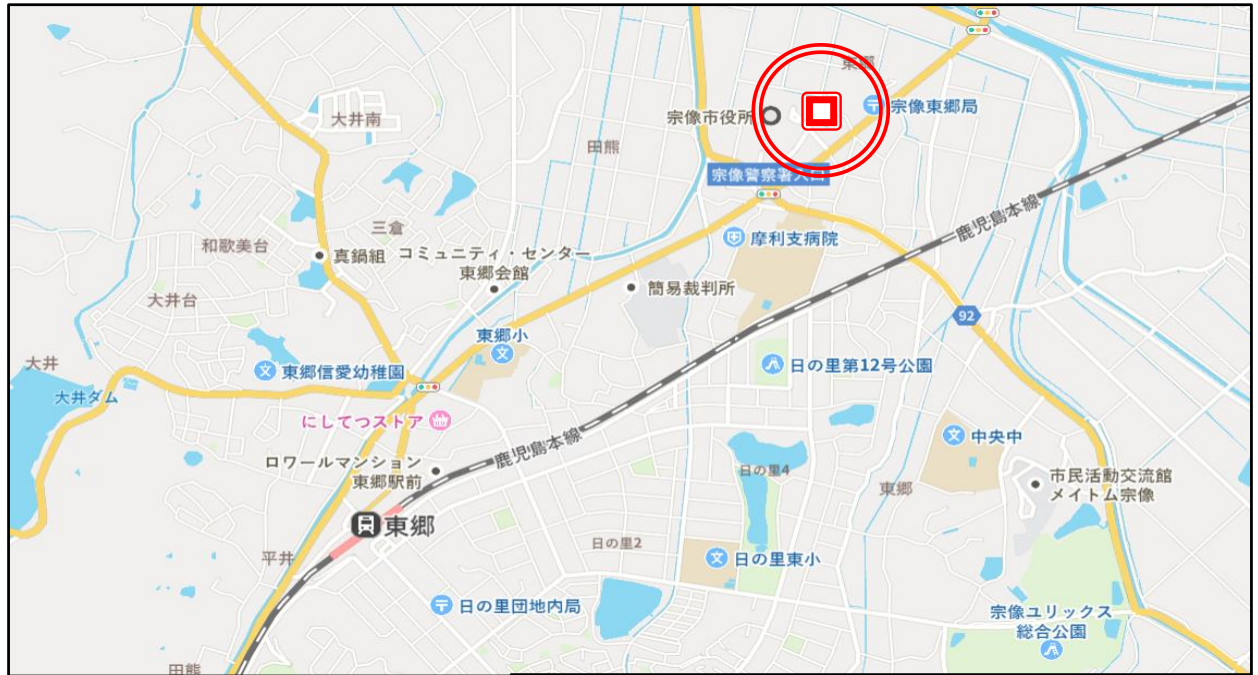 東郷
大井南
宗像市役所
宗像東郷局
田熊
宗像警察署入口
三倉
和歌美台
真鍋組
コミュニティ・センター
東郷会館
摩利支病院
鹿児島本線
大井台
簡易裁判所
92
東郷小
大井
東郷信愛幼稚園
日の里第12号公園
大井ダム
にしてつストア
鹿児島本線
中央中
ロワールマンション
東郷駅前
日の里4
東郷
市民活動交流館
メイトム宗像
東郷
平井
日の里2
日の里東小
日の里団地内局
宗像ユリックス
総合公園
田熊